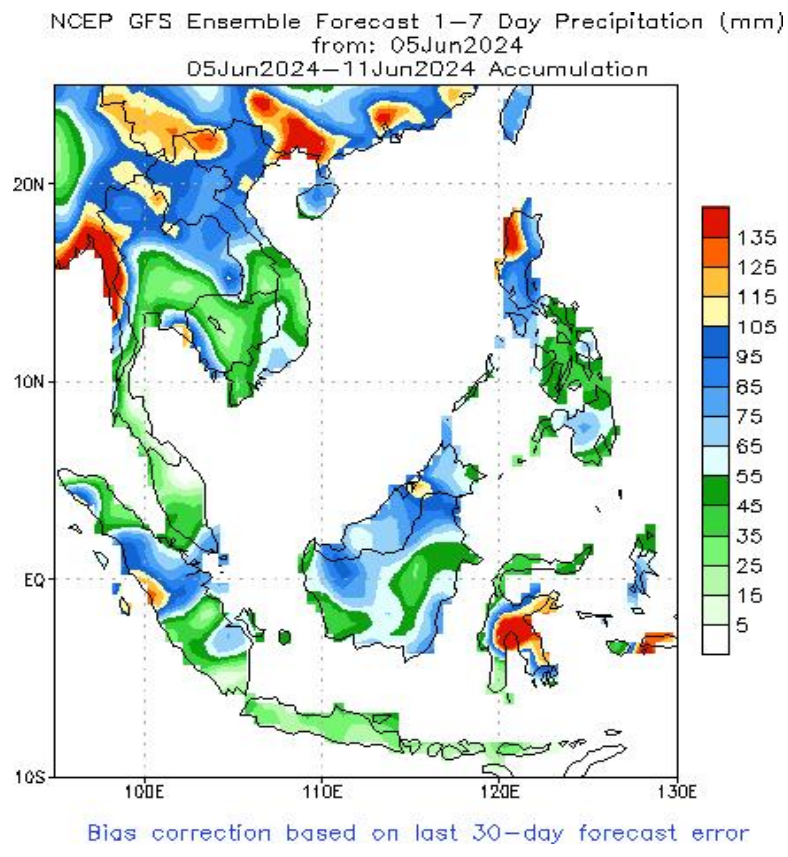 NCEP GFS Ensemble Forecast 1–7 Day Precipitation (mm)
from: 05Jun2024
05Jun2024–11Jun2024 Accumulation
20N
10N
EQ
10S
100E
110E
120E
130E
135
125
115
105
95
85
75
65
55
45
35
25
15
5
Bias correction based on last 30–day forecast error